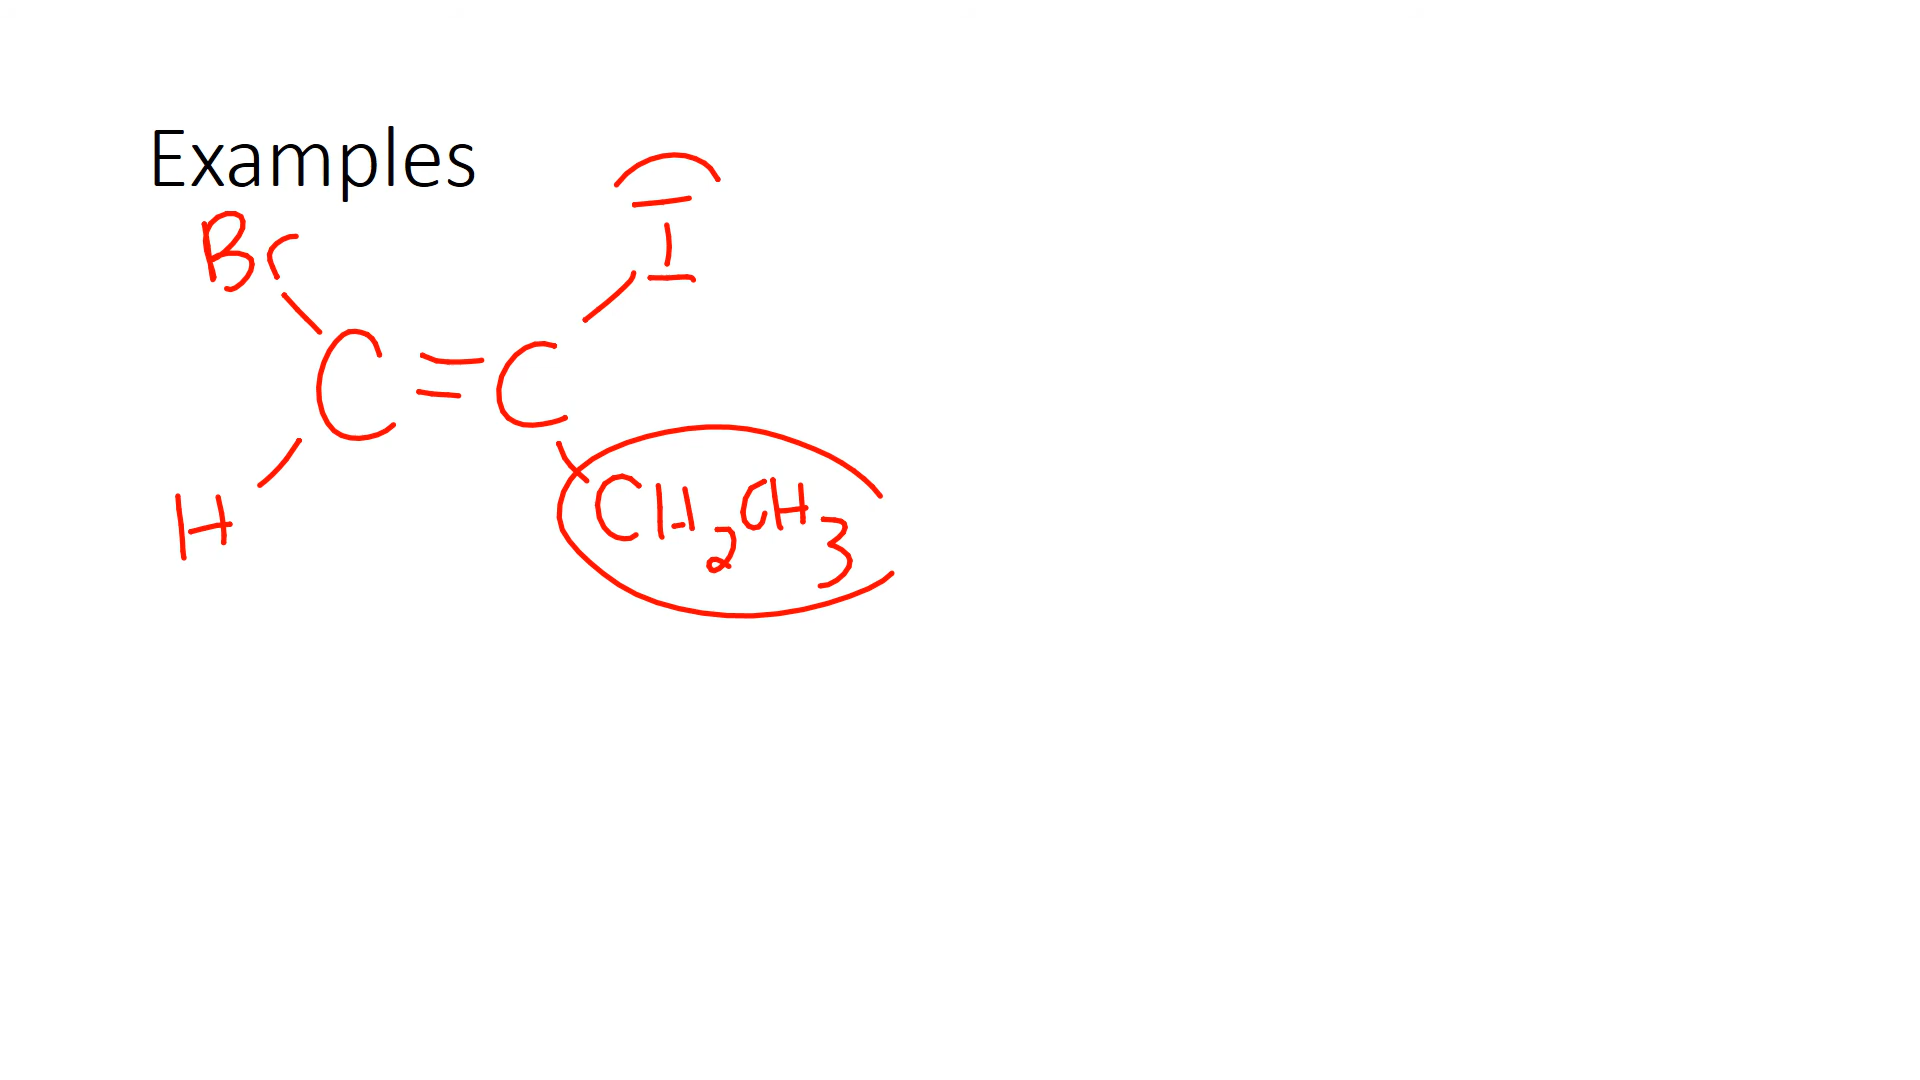 Examples
Br
I
C = C
H
CH₂CH₃